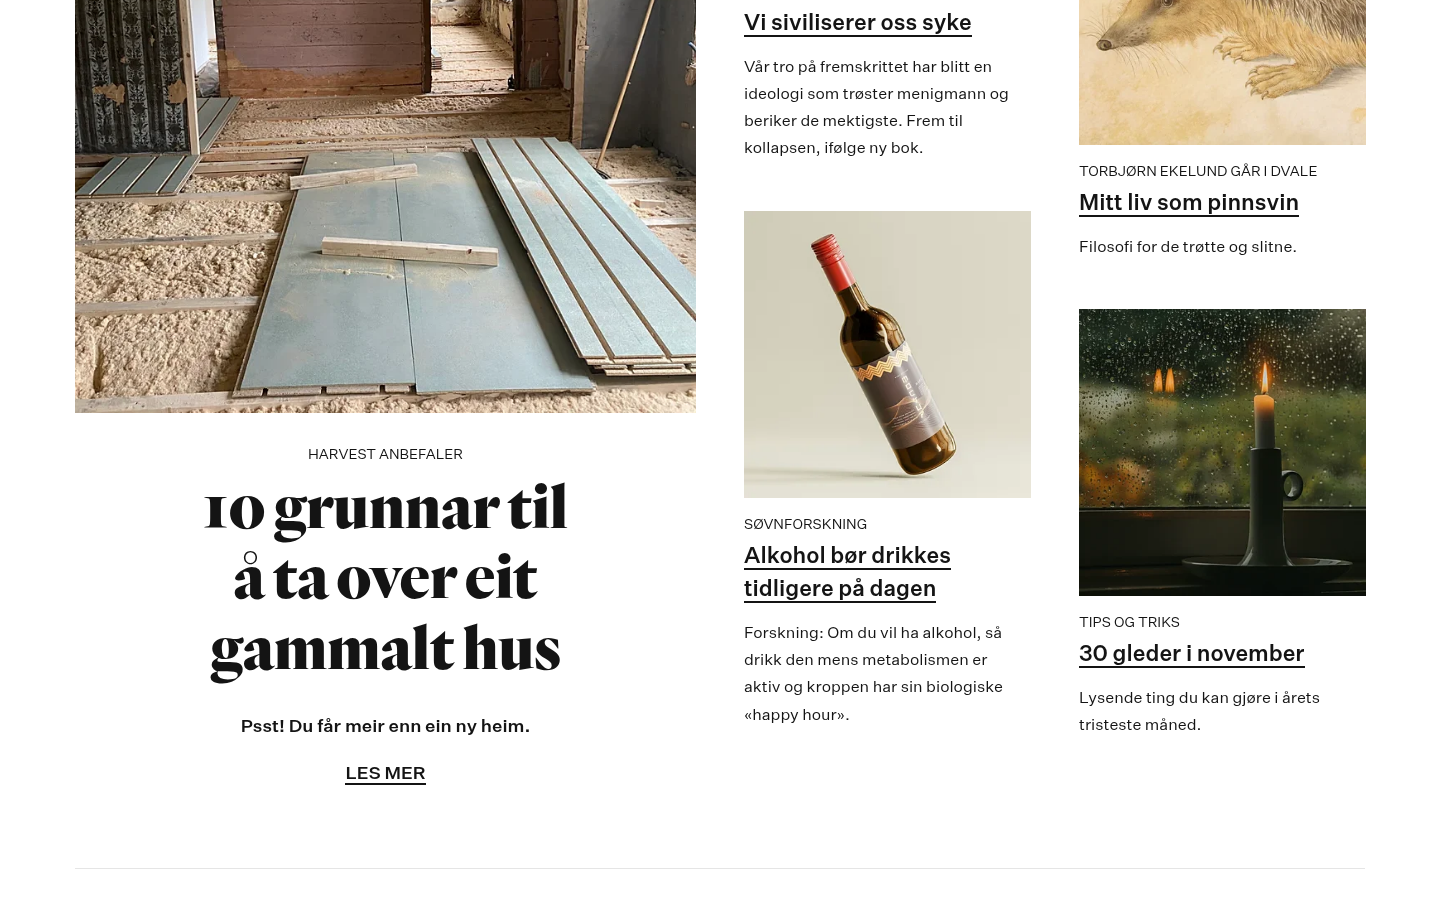 HARVEST ANBEFALER
10 grunnar til
å ta over eit
gammalt hus
Psst! Du får meir enn ein ny heim.
LES MER
Vi siviliserer oss syke
Vår tro på fremskrittet har blitt en
ideologi som trøster menigmann og
beriker de mektigste. Frem til
kollapsen, ifølge ny bok.
SØVNFORSKNING
Alkohol bør drikkes
tidligere på dagen
Forskning: Om du vil ha alkohol, så
drikk den mens metabolismen er
aktiv og kroppen har sin biologiske
«happy hour».
TORBJØRN EKELUND GÅR I DVALE
Mitt liv som pinnsvin
Filosofi for de trøtte og slitne.
TIPS OG TRIKS
30 gleder i november
Lysende ting du kan gjøre i årets
tristeste måned.